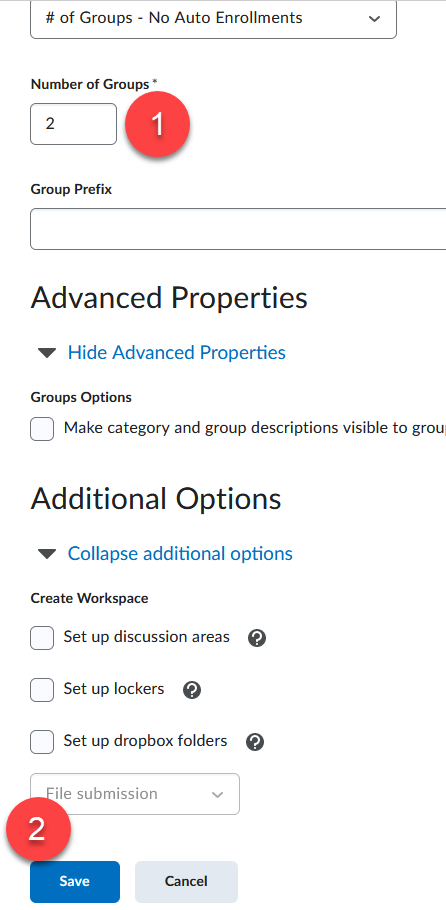 # of Groups - No Auto Enrollments
Number of Groups *
2
1
Group Prefix
Advanced Properties
Hide Advanced Properties
Groups Options
Make category and group descriptions visible to grou
Additional Options
Collapse additional options
Create Workspace
Set up discussion areas ?
Set up lockers ?
Set up dropbox folders ?
File submission
2
Save Cancel